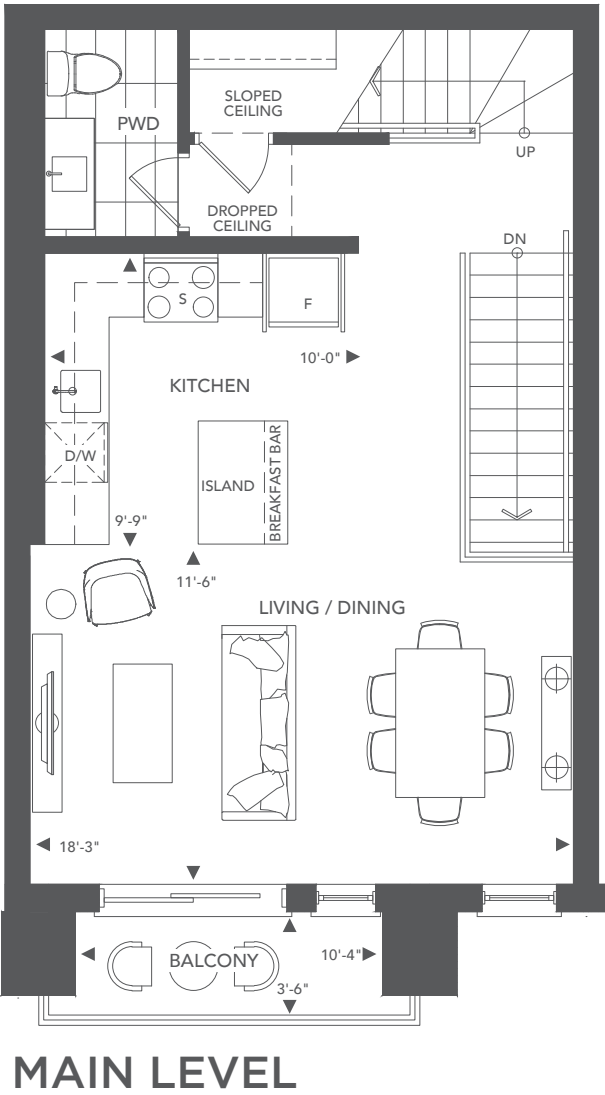 PWD
SLOPED
CEILING
UP
DROPPED
CEILING
DN
S
F
10'-0"
KITCHEN
D/W
ISLAND
BREAKFAST BAR
9'-9"
11'-6"
LIVING / DINING
18'-3"
BALCONY
10'-4"
3'-6"
MAIN LEVEL